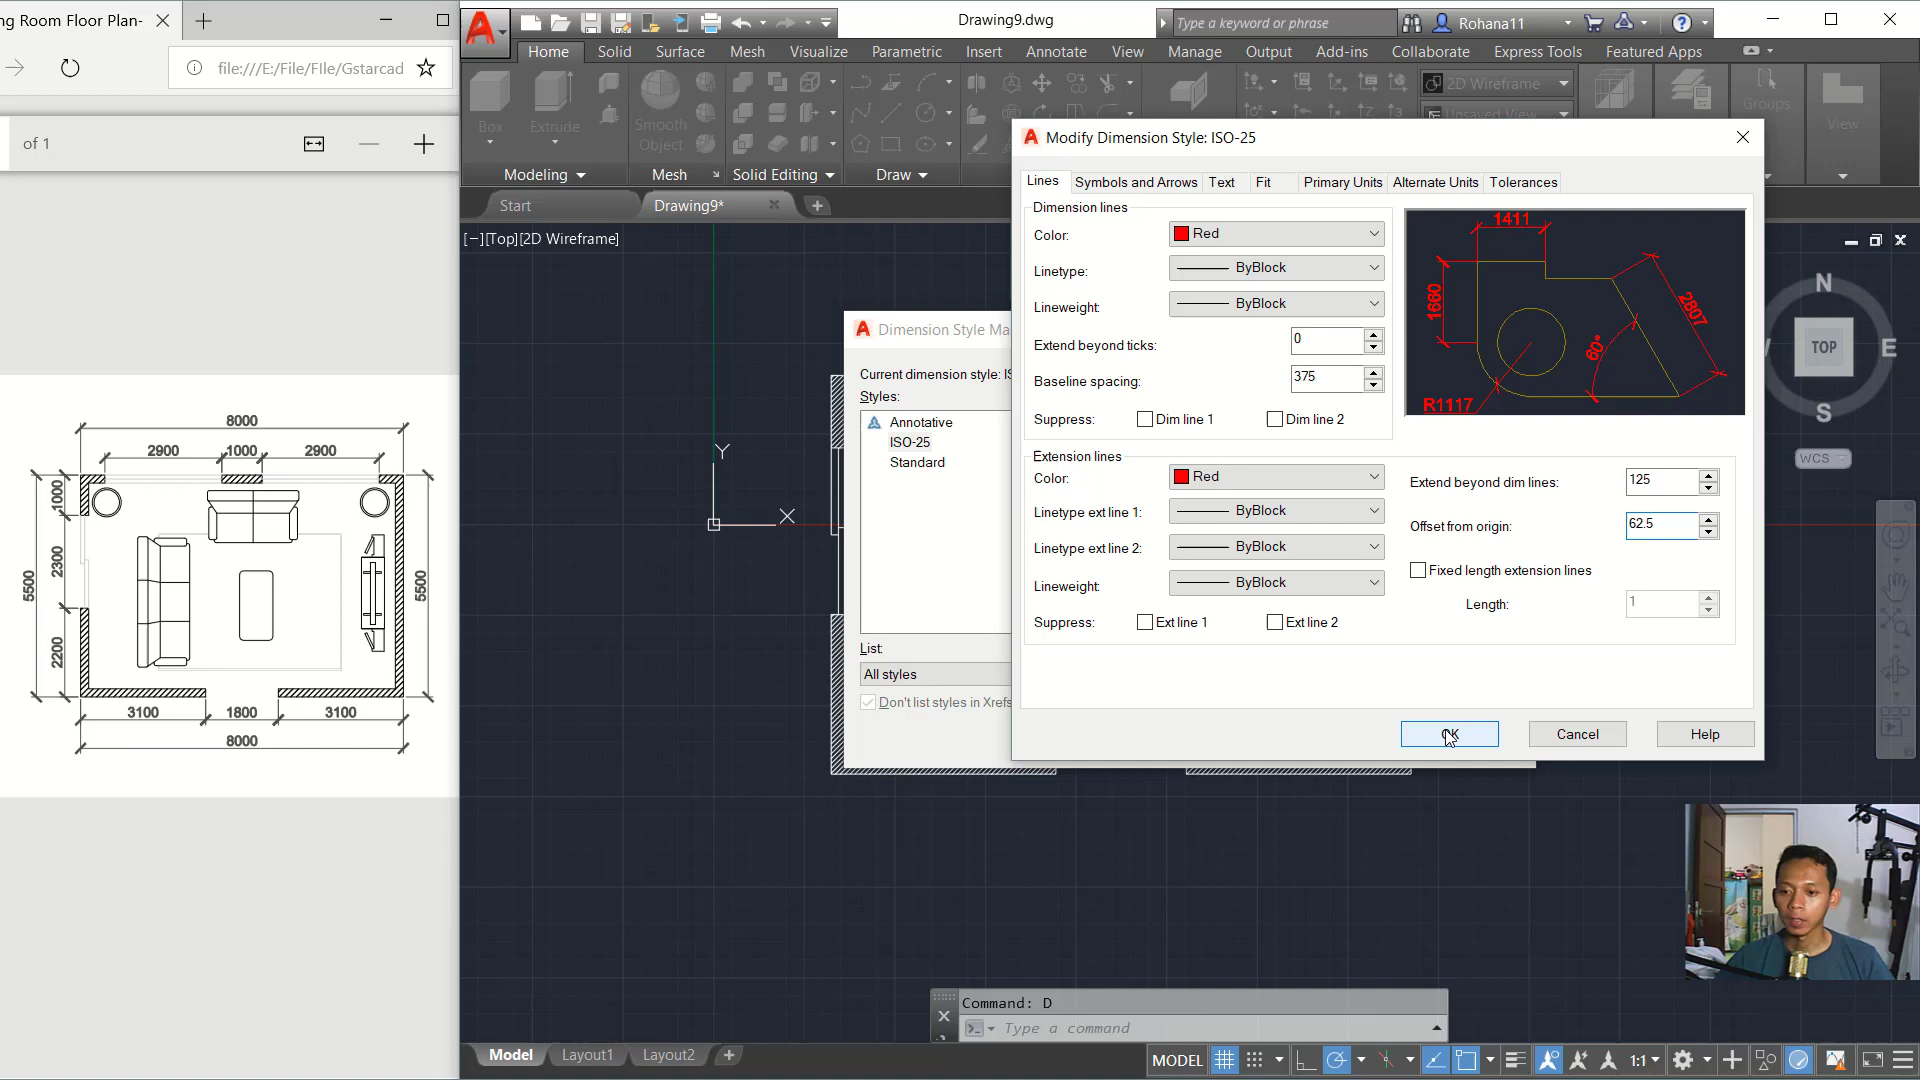 ng Room Floor Plan-
file:///E:/File/FIle/Gstarcad
of 1
8000
2900 1000 2900
1000
2300
5500
2200
5500
3100 1800 3100
8000
Drawing9.dwg
Type a keyword or phrase
Rohana11
Home Solid Surface Mesh Visualize Parametric Insert Annotate View Manage Output Add-ins Collaborate Express Tools Featured Apps
Box
Extrude
Smooth
Object
2D Wireframe
Unsaved View
Groups
View
Modeling Mesh Solid Editing Draw
Start Drawing9*
[−][Top][2D Wireframe]
Y
X
N
TOP
E
S
WCS
Dimension Style Ma
Current dimension style: IS
Styles:
Annotative
ISO-25
Standard
List:
All styles
Don't list styles in Xrefs
Modify Dimension Style: ISO-25
Lines Symbols and Arrows Text Fit Primary Units Alternate Units Tolerances
Dimension lines
Color: Red
Linetype: ByBlock
Lineweight: ByBlock
Extend beyond ticks: 0
Baseline spacing: 375
Suppress: Dim line 1 Dim line 2
1411
1660
2807
60°
R1117
Extension lines
Color: Red
Linetype ext line 1: ByBlock
Linetype ext line 2: ByBlock
Lineweight: ByBlock
Suppress: Ext line 1 Ext line 2
Extend beyond dim lines: 125
Offset from origin: 62.5
Fixed length extension lines
Length: 1
OK Cancel Help
Command: D
Type a command
Model Layout1 Layout2
MODEL 1:1